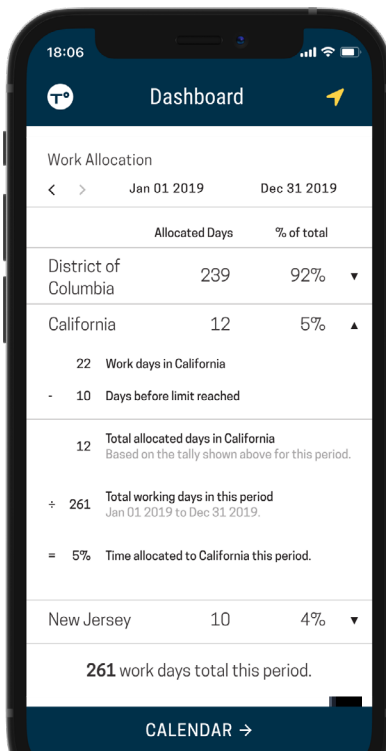 18:06
T°
Dashboard
Work Allocation
< > Jan 01 2019 Dec 31 2019
Allocated Days % of total
District of
Columbia 239 92% ▼
California 12 5% ▲
22 Work days in California
- 10 Days before limit reached
12 Total allocated days in California
Based on the tally shown above for this period.
÷ 261 Total working days in this period
Jan 01 2019 to Dec 31 2019.
= 5% Time allocated to California this period.
New Jersey 10 4% ▼
261 work days total this period.
CALENDAR →